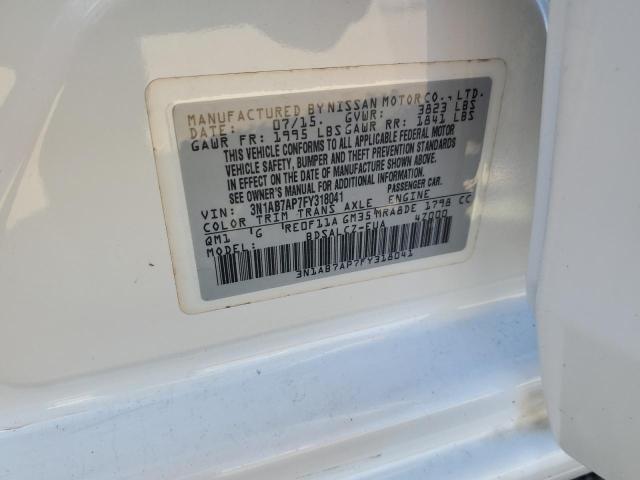 MANUFACTURED BY NISSAN MOTOR CO., LTD.
DATE: 07/15. GVWR: 3823 LBS
GAWR FR: 1995 LBS GAWR RR: 1841 LBS
THIS VEHICLE CONFORMS TO ALL APPLICABLE FEDERAL MOTOR
VEHICLE SAFETY, BUMPER AND THEFT PREVENTION STANDARDS
IN EFFECT ON THE DATE OF MANUFACTURE SHOWN ABOVE.
SEE OWNER'S MANUAL FOR ADDITIONAL INFORMATION
VIN: 3N1AB7AP7FY318041 PASSENGER CAR.
COLOR TRIM TRANS AXLE ENGINE
QM1 G RE0F11A GM35 MRA8DE 1798 CC
BDSALCZ-EUA 4Z000
3N1AB7AP7FY318041